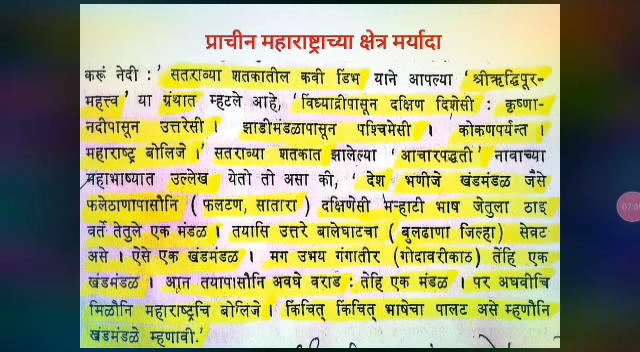 प्राचीन महाराष्ट्राच्या क्षेत्र मर्यादा
करूं नेदी :' सतराव्या शतकातील कवी डिंभ याने आपल्या 'श्रीऋद्धिपूर-
महत्त्व' या ग्रंथात म्हटले आहे, 'विंध्याद्रीपासून दक्षिण दिशेसी : कृष्णा-
नदीपासून उत्तरेसी । झाडीमंडळापासून पश्चिमेसी । कोकणपर्यन्त ।
महाराष्ट्र बोलिजे ।' सतराव्या शतकात झालेल्या 'आचारपद्धती' नावाच्या
महाभाष्यात उल्लेख येतो तो असा की, ' देश भणीजे खंडमंडळ जैसे
फलेठाणापासौनि ( फलटण, सातारा ) दक्षिणेसी मऱ्हाटी भाष जेतुला ठाइ
वर्ते तेतुले एक मंडळ । तयासि उत्तरे बालेघाटचा ( बुलढाणा जिल्हा ) सेवट
असे । ऐसे एक खंडमंडळ । मग उभय गंगातीर (गोदावरीकाठ) तेंहि एक
खंडमंडळ । आन तयापासौनि अवघे वराड : तेहि एक मंडळ । पर अघवींचि
मिळौनि महाराष्ट्रचि बोलिजे । किंचित् किंचित् भाषेचा पालट असे म्हणौनि
खंडमंडळे म्हणावी.'